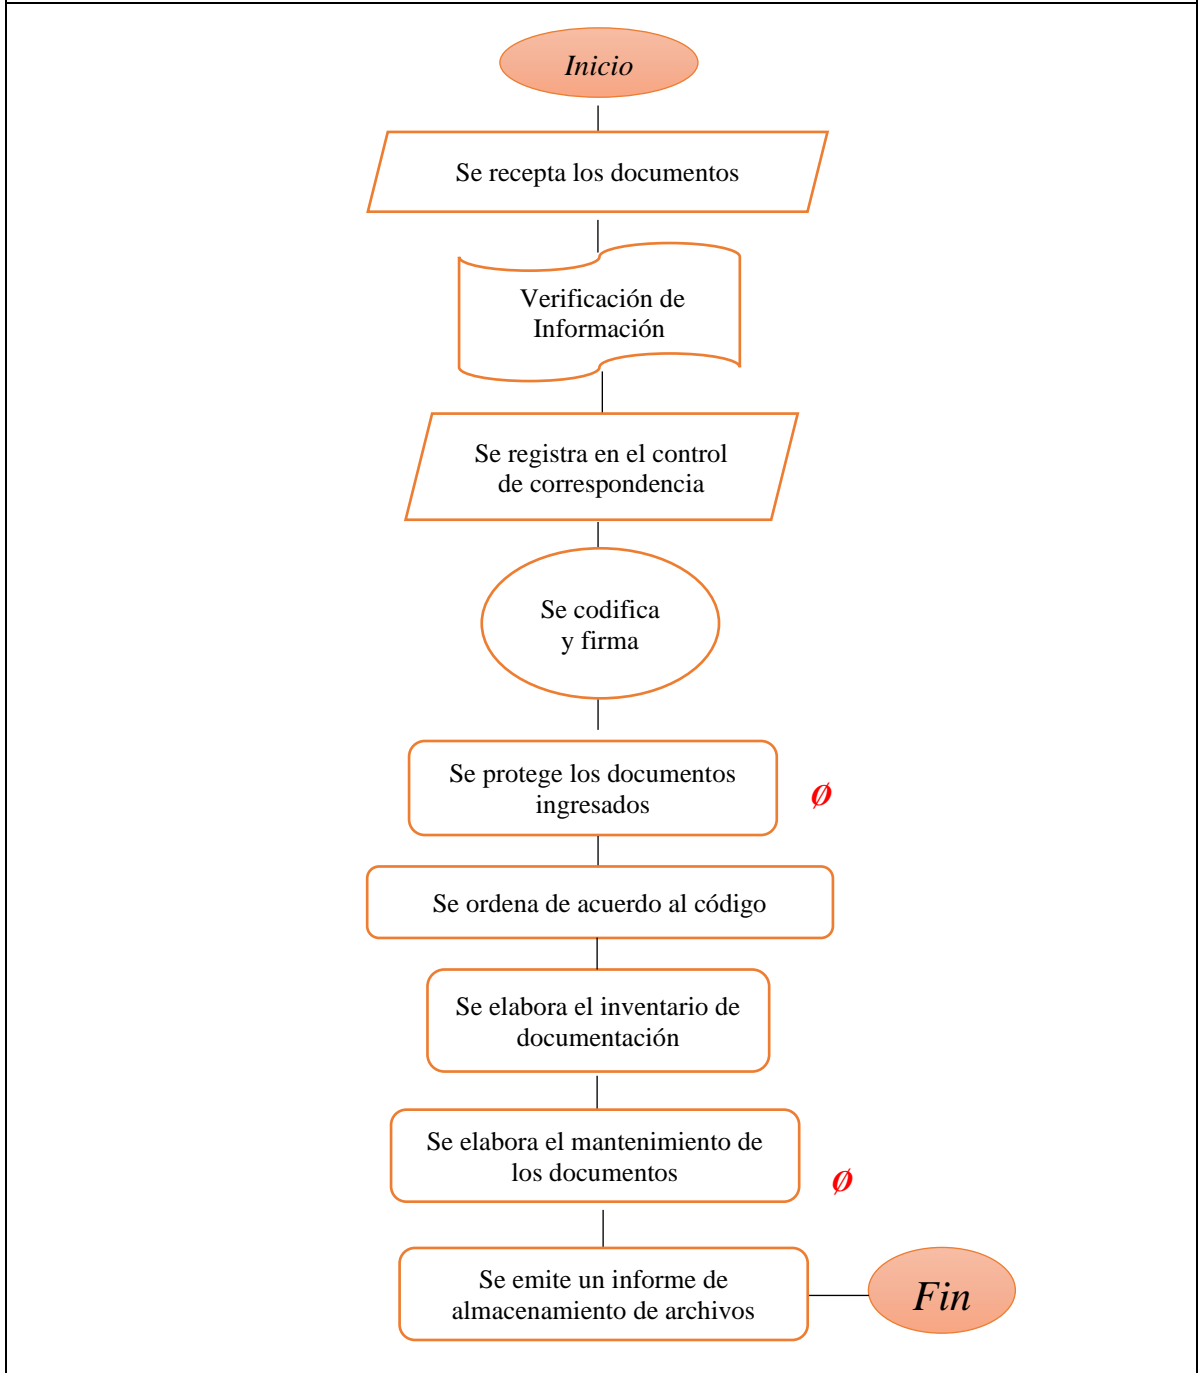 Inicio
Se recepta los documentos
Verificación de
Información
Se registra en el control
de correspondencia
Se codifica
y firma
Se protege los documentos
ingresados
Ø
Se ordena de acuerdo al código
Se elabora el inventario de
documentación
Se elabora el mantenimiento de
los documentos
Ø
Se emite un informe de
almacenamiento de archivos
Fin